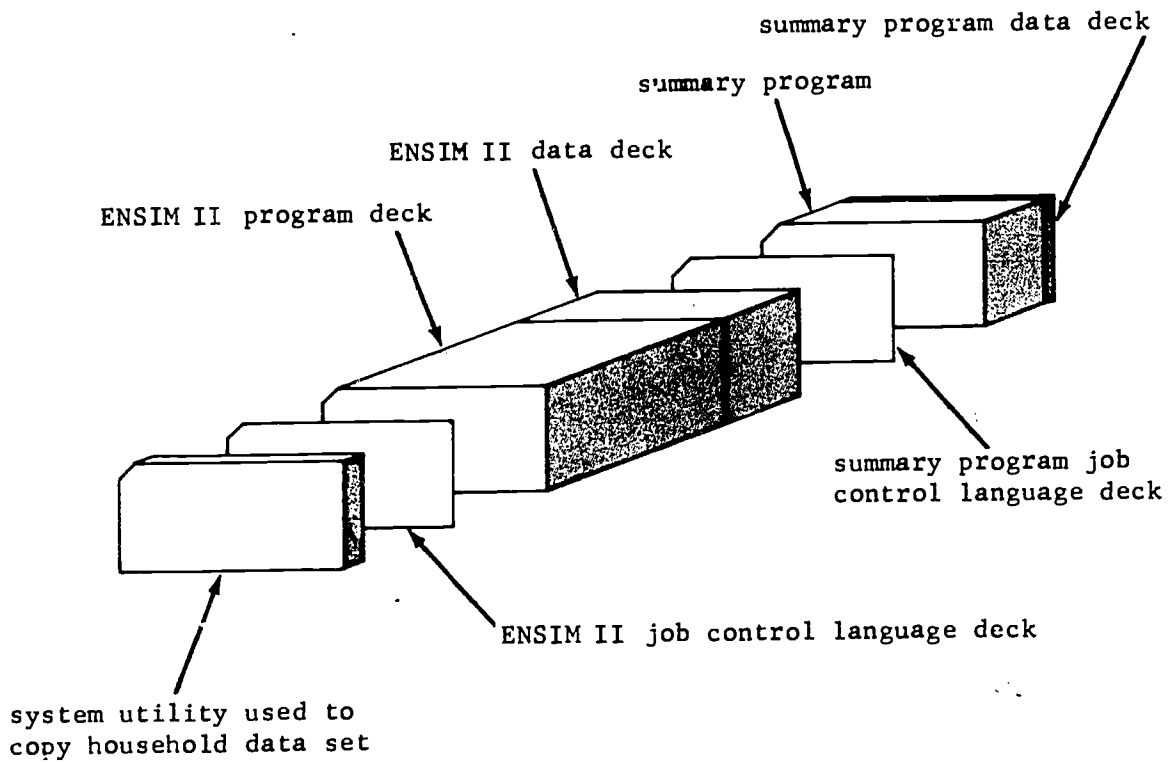 summary program data deck
summary program
ENSIM II data deck
ENSIM II program deck
summary program job
control language deck
ENSIM II job control language deck
system utility used to
copy household data set